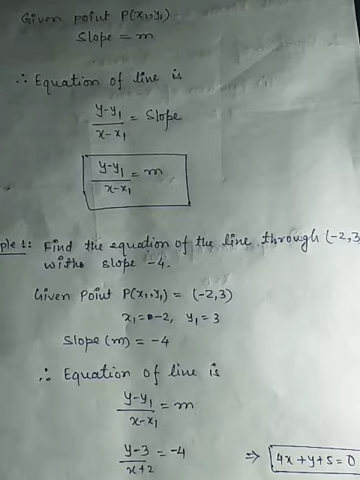 Given point P(x₁,y₁)
Slope = m
∴ Equation of line is
y-y₁/x-x₁ = Slope
y-y₁/x-x₁ = m
ple 1: Find the equation of the line through (-2,3
with slope -4.
Given Point P(x₁,y₁) = (-2,3)
x₁=-2, y₁=3
Slope (m) = -4
∴ Equation of line is
y-y₁/x-x₁ = m
y-3/x+2 = -4 ⇒ 4x+y+5=0